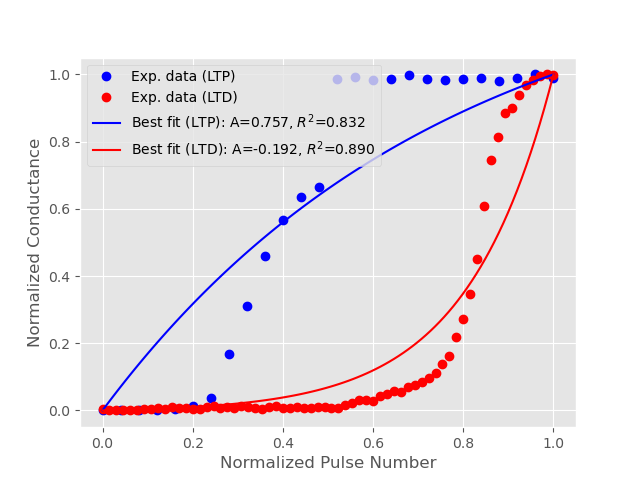 Exp. data (LTP)
Exp. data (LTD)
Best fit (LTP): A=0.757, R²=0.832
Best fit (LTD): A=-0.192, R²=0.890
1.0
0.8
0.6
0.4
0.2
0.0
Normalized Conductance
0.0 0.2 0.4 0.6 0.8 1.0
Normalized Pulse Number